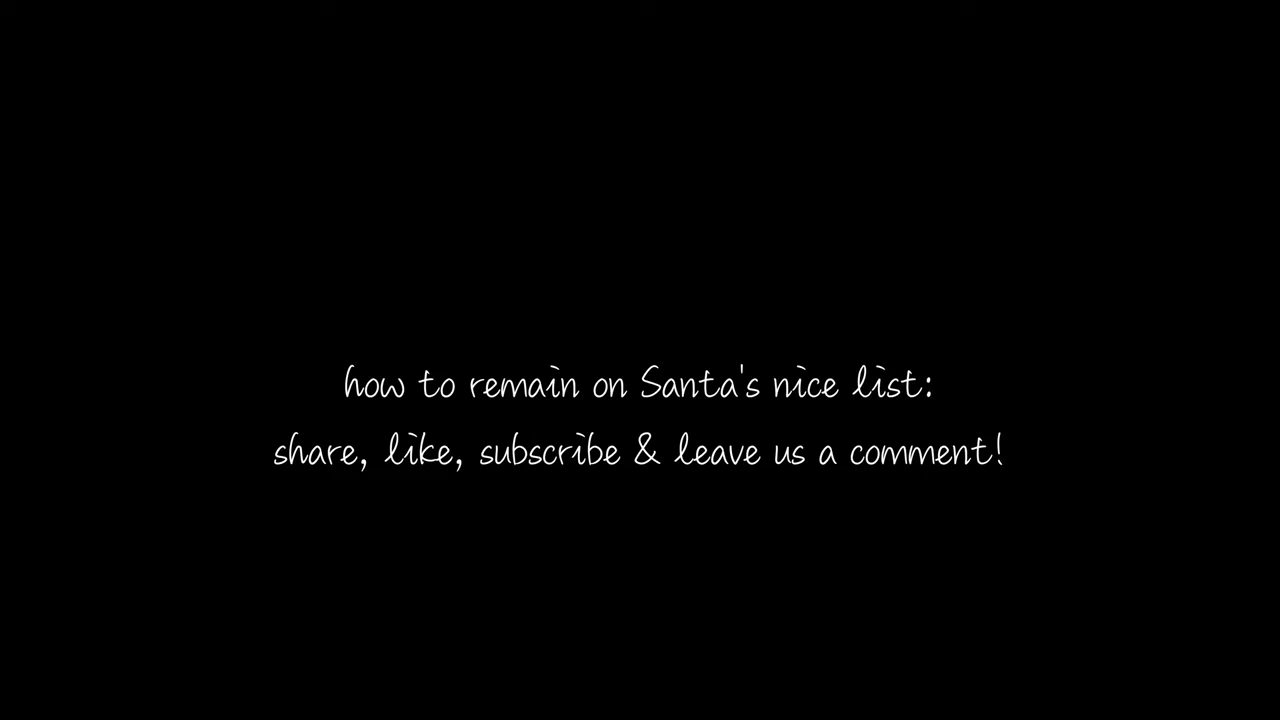 how to remain on Santa's nice list:
share, like, subscribe & leave us a comment!